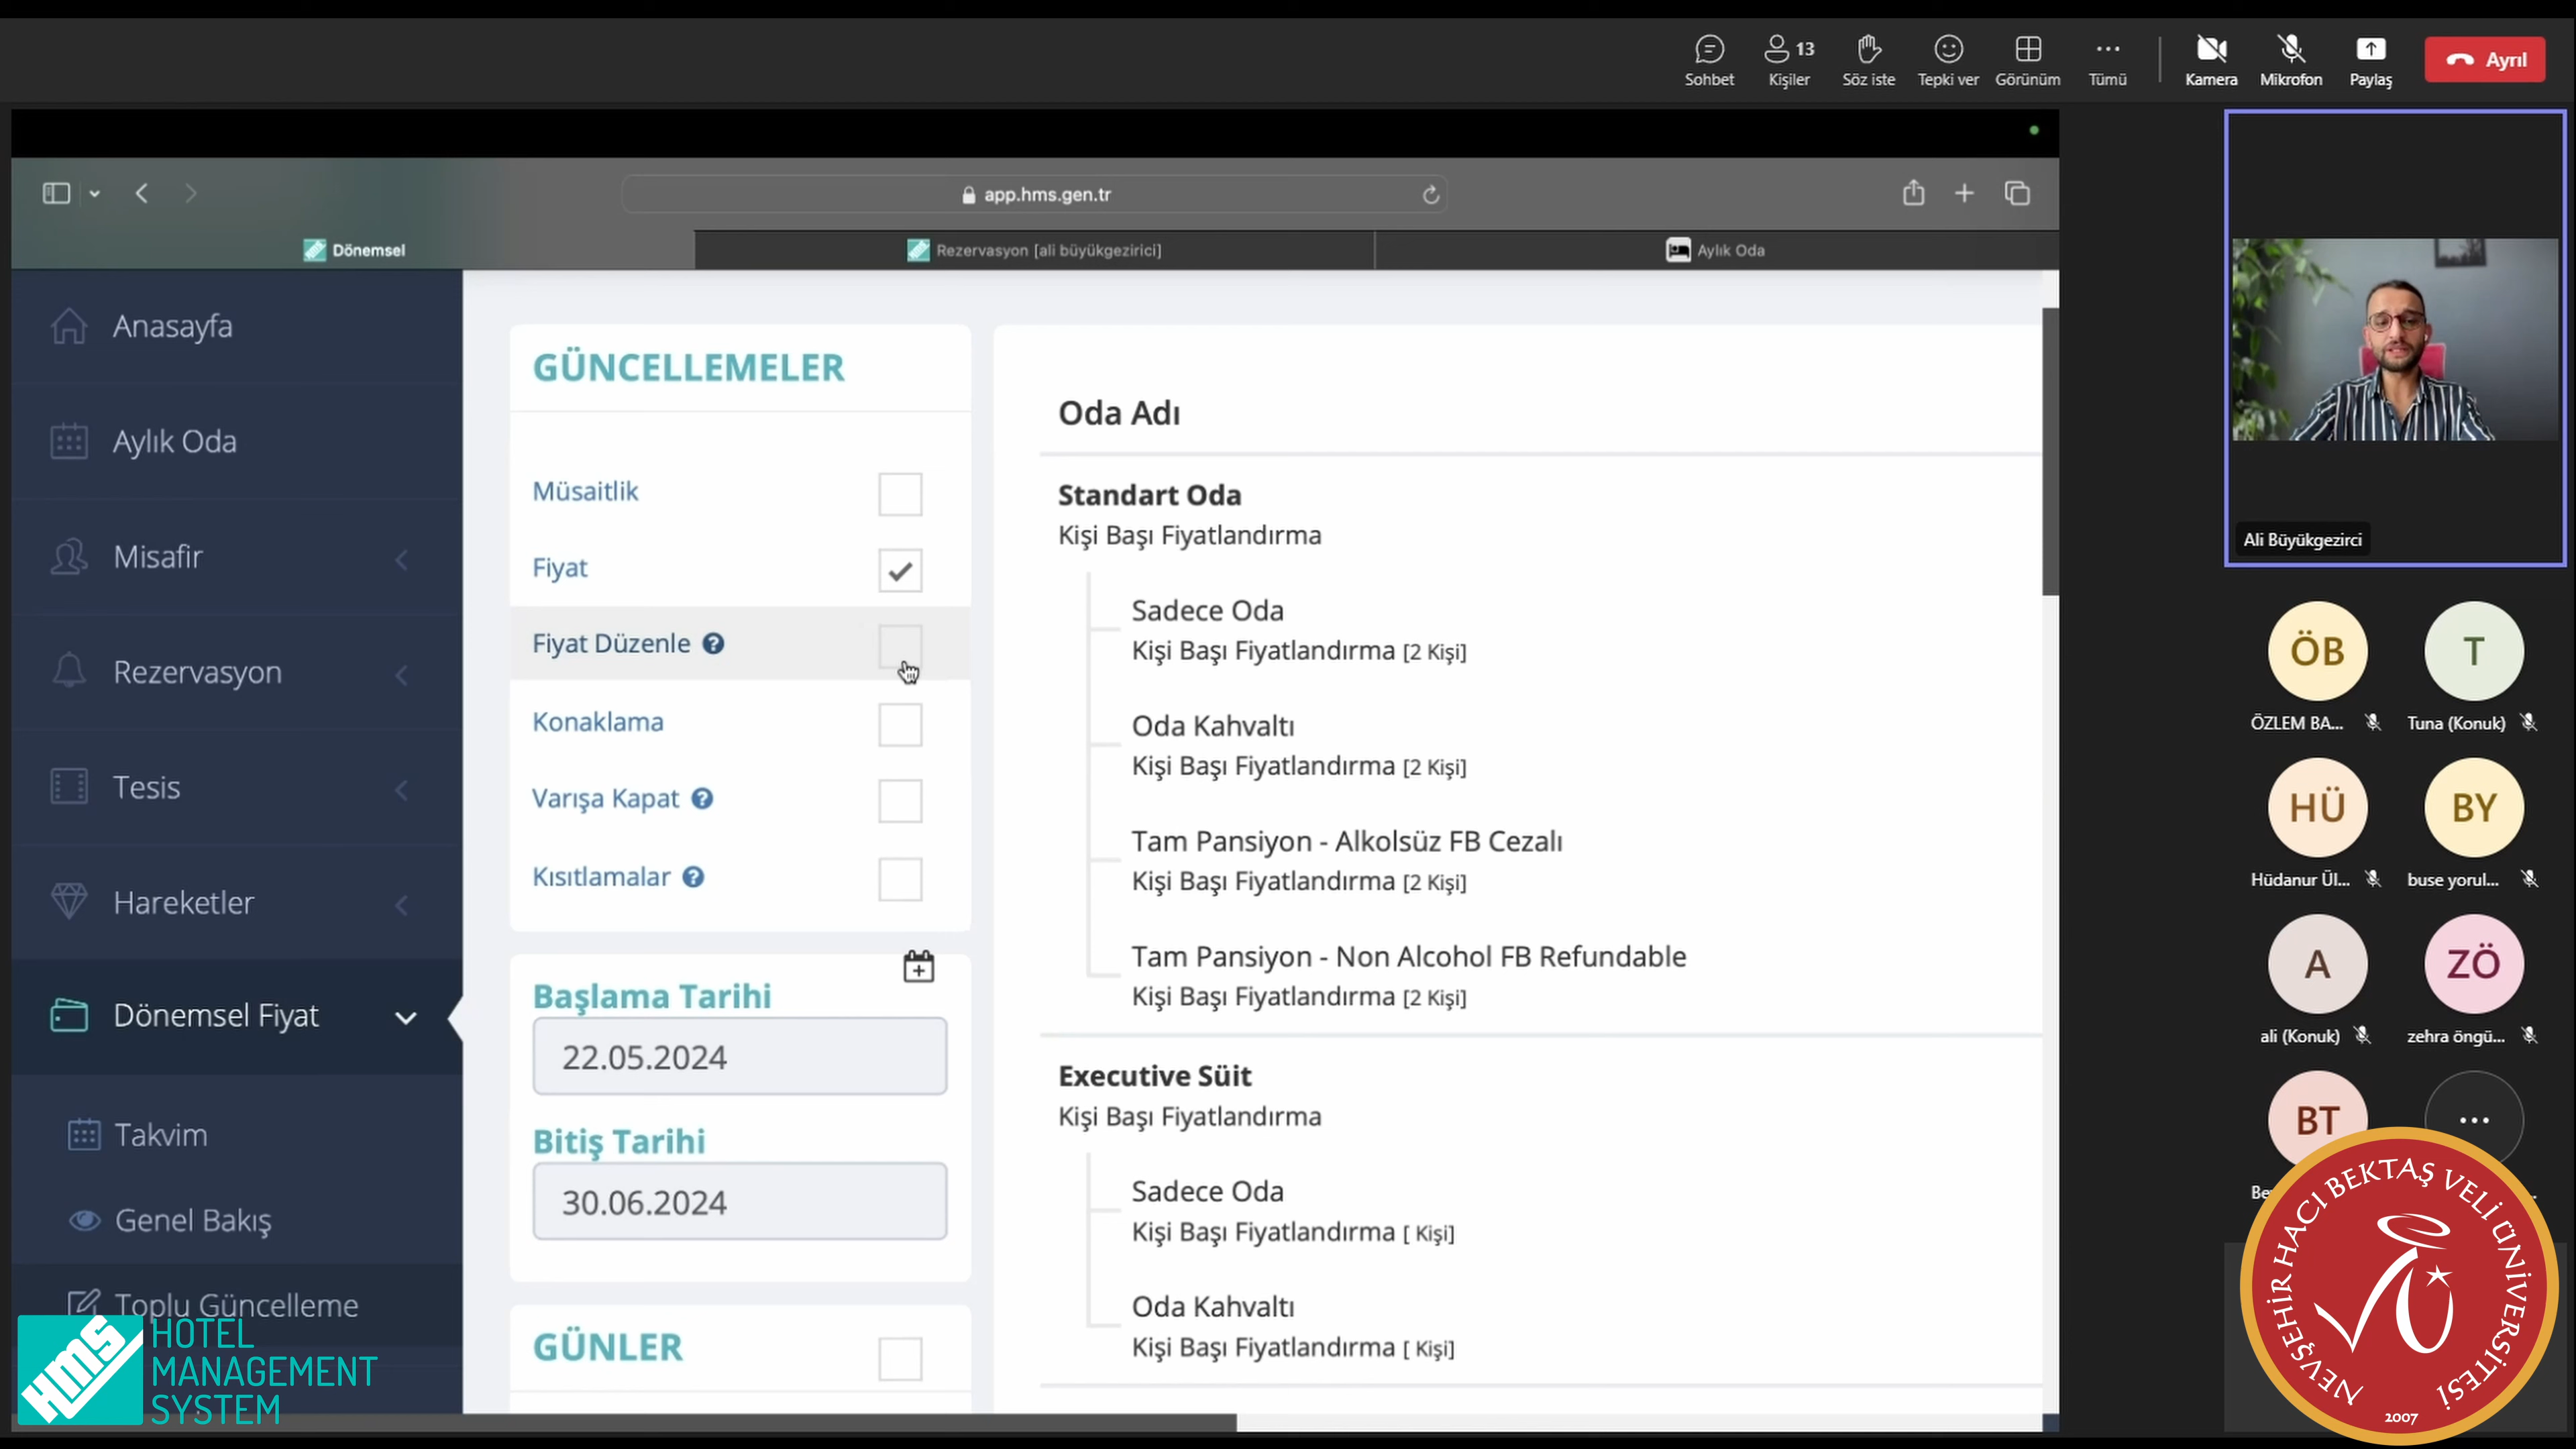 Sohbet
13
Kişiler
Söz iste
Tepki ver
Görünüm
Tümü
Kamera
Mikrofon
Paylaş
Ayrıl
app.hms.gen.tr
Dönemsel
Rezervasyon [ali büyükgezirici]
Aylık Oda
Anasayfa
Aylık Oda
Misafir
Rezervasyon
Tesis
Hareketler
Dönemsel Fiyat
Takvim
Genel Bakış
Toplu Güncelleme
HMS
HOTEL
MANAGEMENT
SYSTEM
GÜNCELLEMELER
Müsaitlik
Fiyat
Fiyat Düzenle
Konaklama
Varışa Kapat
Kısıtlamalar
Başlama Tarihi
22.05.2024
Bitiş Tarihi
30.06.2024
GÜNLER
Oda Adı
Standart Oda
Kişi Başı Fiyatlandırma
Sadece Oda
Kişi Başı Fiyatlandırma [2 Kişi]
Oda Kahvaltı
Kişi Başı Fiyatlandırma [2 Kişi]
Tam Pansiyon - Alkolsüz FB Cezalı
Kişi Başı Fiyatlandırma [2 Kişi]
Tam Pansiyon - Non Alcohol FB Refundable
Kişi Başı Fiyatlandırma [2 Kişi]
Executive Süit
Kişi Başı Fiyatlandırma
Sadece Oda
Kişi Başı Fiyatlandırma [ Kişi]
Oda Kahvaltı
Kişi Başı Fiyatlandırma [ Kişi]
Ali Büyükgezirci
ÖB
ÖZLEM BA...
T
Tuna (Konuk)
HÜ
Hüdanur Ül...
BY
buse yorul...
A
ali (Konuk)
ZÖ
zehra öngü...
BT
NEVŞEHİR HACI BEKTAŞ VELİ ÜNİVERSİTESİ
2007